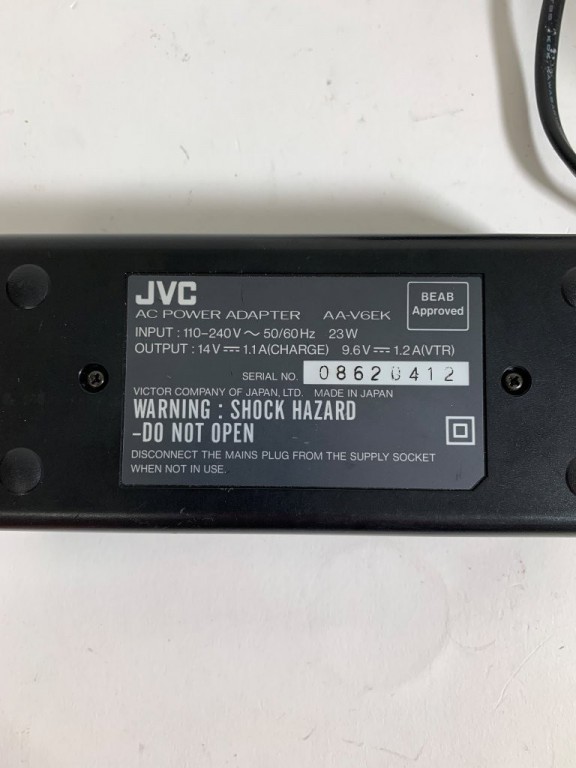 JVC
AC POWER ADAPTER AA-V6EK
BEAB
Approved
INPUT : 110-240V ~ 50/60Hz 23W
OUTPUT : 14V ⎓ 1.1A(CHARGE) 9.6V ⎓ 1.2A(VTR)
SERIAL NO. 08620412
VICTOR COMPANY OF JAPAN, LTD. MADE IN JAPAN
WARNING : SHOCK HAZARD
-DO NOT OPEN
DISCONNECT THE MAINS PLUG FROM THE SUPPLY SOCKET
WHEN NOT IN USE.